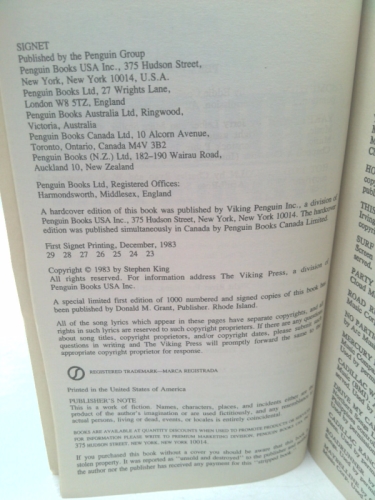 SIGNET
Published by the Penguin Group
Penguin Books USA Inc., 375 Hudson Street,
New York, New York 10014, U.S.A.
Penguin Books Ltd, 27 Wrights Lane,
London W8 5TZ, England
Penguin Books Australia Ltd, Ringwood,
Victoria, Australia
Penguin Books Canada Ltd, 10 Alcorn Avenue,
Toronto, Ontario, Canada M4V 3B2
Penguin Books (N.Z.) Ltd, 182-190 Wairau Road,
Auckland 10, New Zealand
Penguin Books Ltd, Registered Offices:
Harmondsworth, Middlesex, England
A hardcover edition of this book was published by Viking Penguin Inc., a division of
Penguin Books USA Inc., 375 Hudson Street, New York, New York 10014. The hardcover
edition was published simultaneously in Canada by Penguin Books Canada Limited.
First Signet Printing, December, 1983
29 28 27 26 25 24 23
Copyright © 1983 by Stephen King
All rights reserved. For information address The Viking Press, a division of
Penguin Books USA Inc.
A special limited first edition of 1000 numbered and signed copies of this book has
been published by Donald M. Grant, Publisher. Rhode Island.
All of the song lyrics which appear in these pages have separate copyrights, and all
rights in such lyrics are reserved to such copyright proprietors. If there are any questions
about song titles, copyright proprietors, and/or copyright dates, please submit
questions in writing and The Viking Press will promptly forward the same to the
appropriate copyright proprietor for response.
REGISTERED TRADEMARK—MARCA REGISTRADA
Printed in the United States of America
PUBLISHER'S NOTE
This is a work of fiction. Names, characters, places, and incidents either are the
product of the author's imagination or are used fictitiously, and any resemblance to
actual persons, living or dead, events, or locales is entirely coincidental.
BOOKS ARE AVAILABLE AT QUANTITY DISCOUNTS WHEN USED TO PROMOTE PRODUCTS OR
FOR INFORMATION PLEASE WRITE TO PREMIUM MARKETING DIVISION, PENGUIN BOOKS
375 HUDSON STREET, NEW YORK, NEW YORK 10014.
If you purchased this book without a cover you should be aware that this book
stolen property. It was reported as "unsold and destroyed" to the publisher and
the author nor the publisher has received any payment for this "stripped book."
THIS
SURF
Screen
served.
PARTY
ROAD
CADILLAC
DRIVE MY